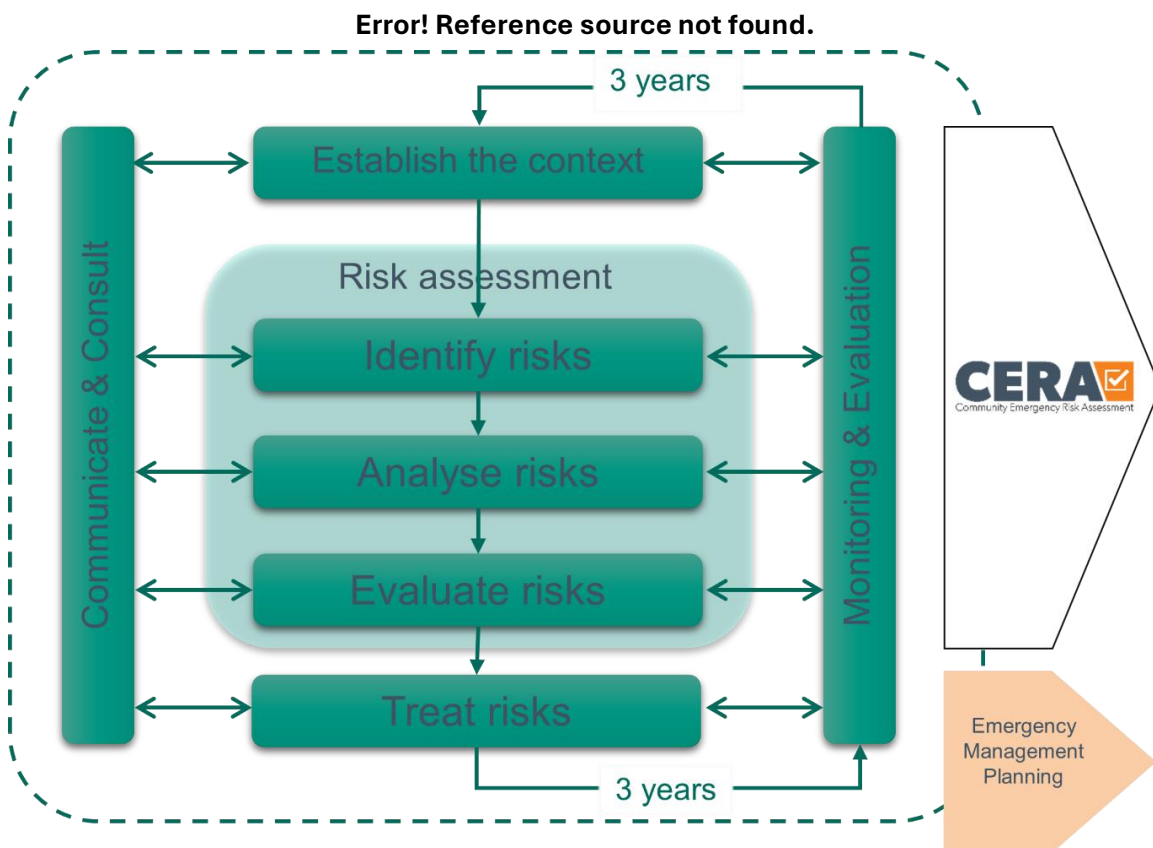 Error! Reference source not found.
3 years
Establish the context
Risk assessment
Identify risks
Analyse risks
Evaluate risks
Treat risks
3 years
Communicate & Consult
Monitoring & Evaluation
CERA
Community Emergency Risk Assessment
Emergency
Management
Planning